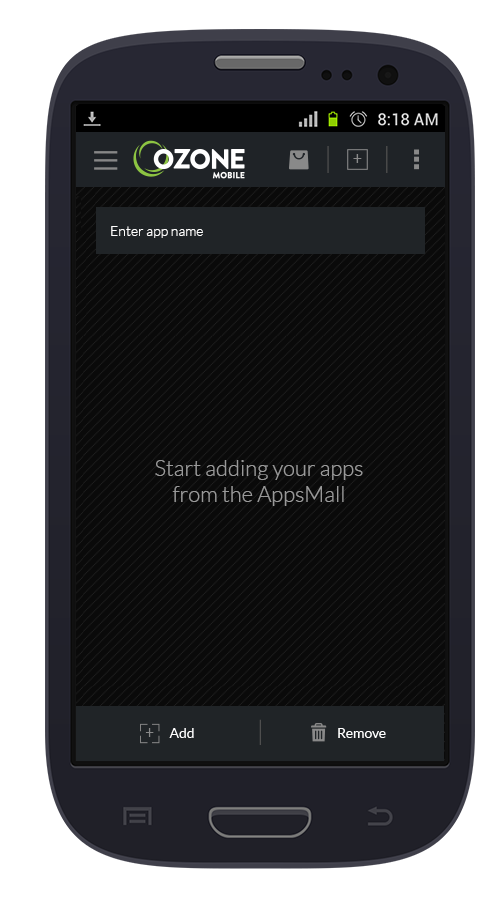 8:18 AM
OZONE
MOBILE
Enter app name
Start adding your apps
from the AppsMall
Add
Remove